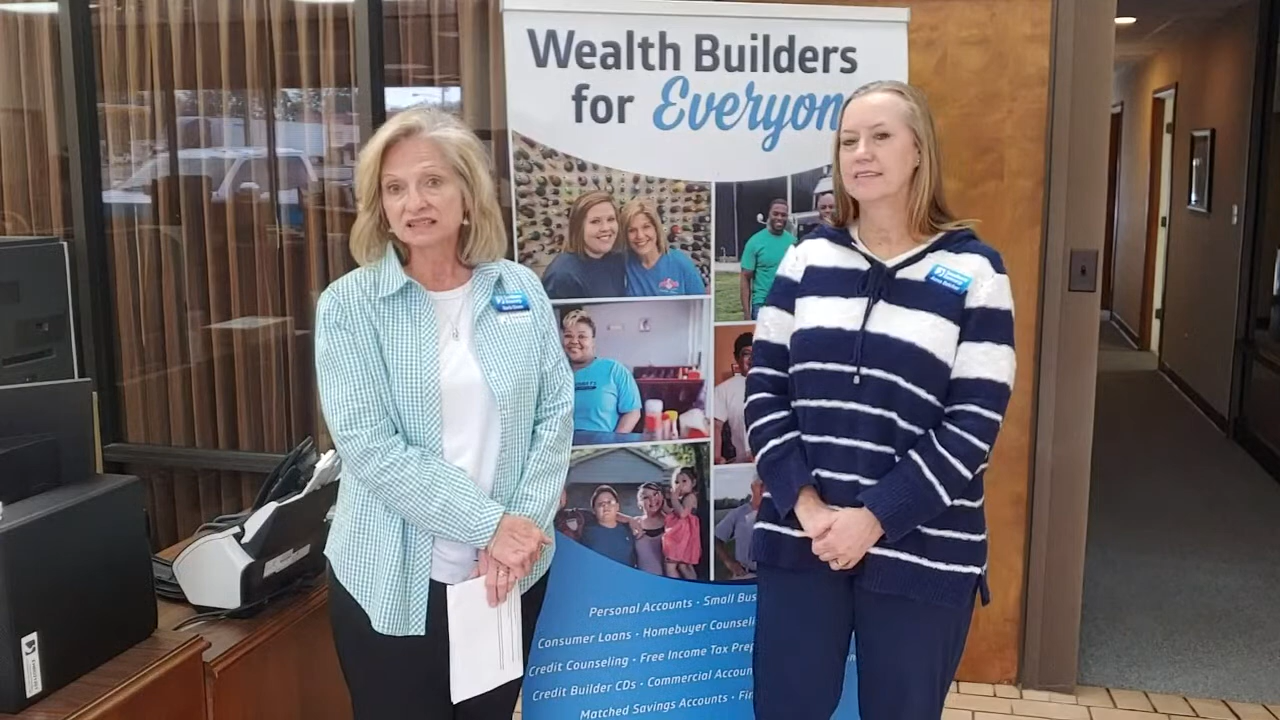 Wealth Builders
for Everyon
Personal Accounts · Small Bus
Consumer Loans · Homebuyer Counseli
Credit Counseling · Free Income Tax Prep
Credit Builder CDs · Commercial Accoun
Matched Savings Accounts · Fin